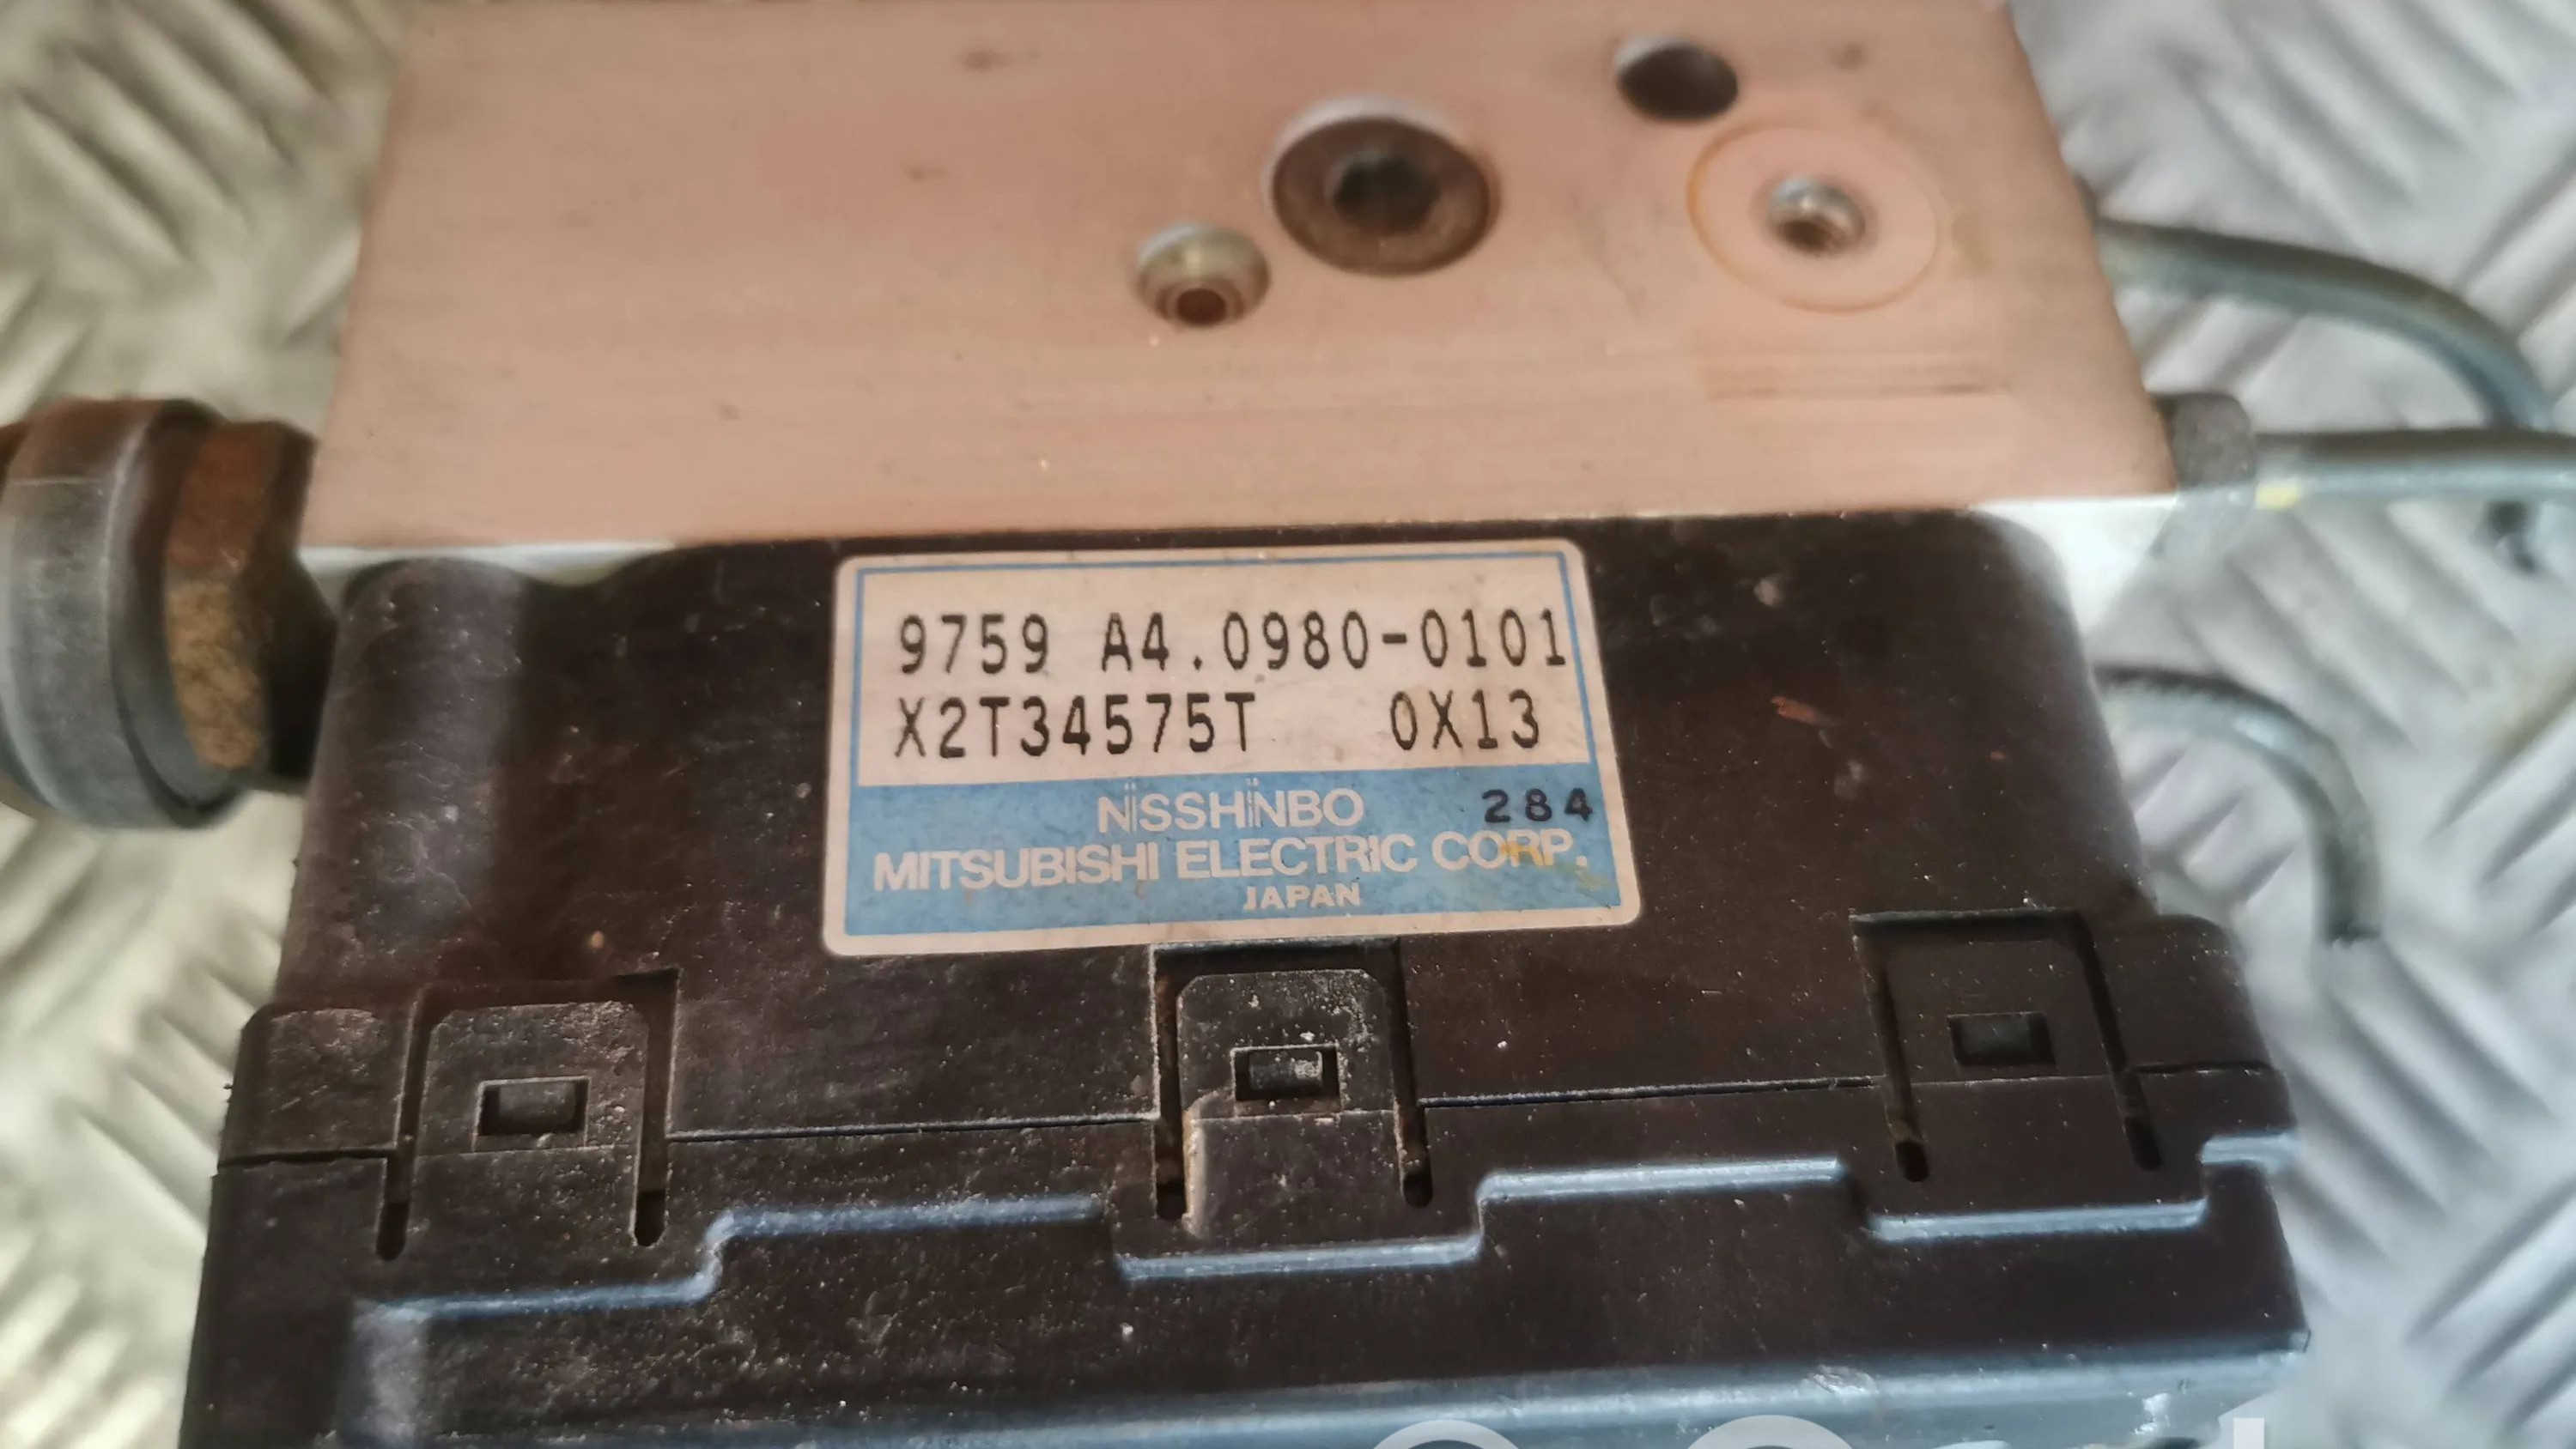 9759 A4.0980-0101
X2T34575T 0X13
NISSHINBO 284
MITSUBISHI ELECTRIC CORP.
JAPAN